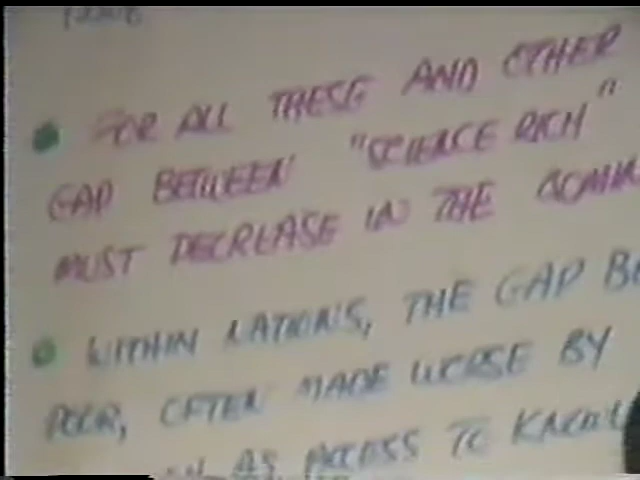 FOR ALL THESE AND OTHER
GAP BETWEEN "SCIENCE RICH"
MUST DECREASE IN THE
WITHIN NATIONS, THE GAP
POOR, OFTEN MADE WORSE BY
AS ACCESS TO